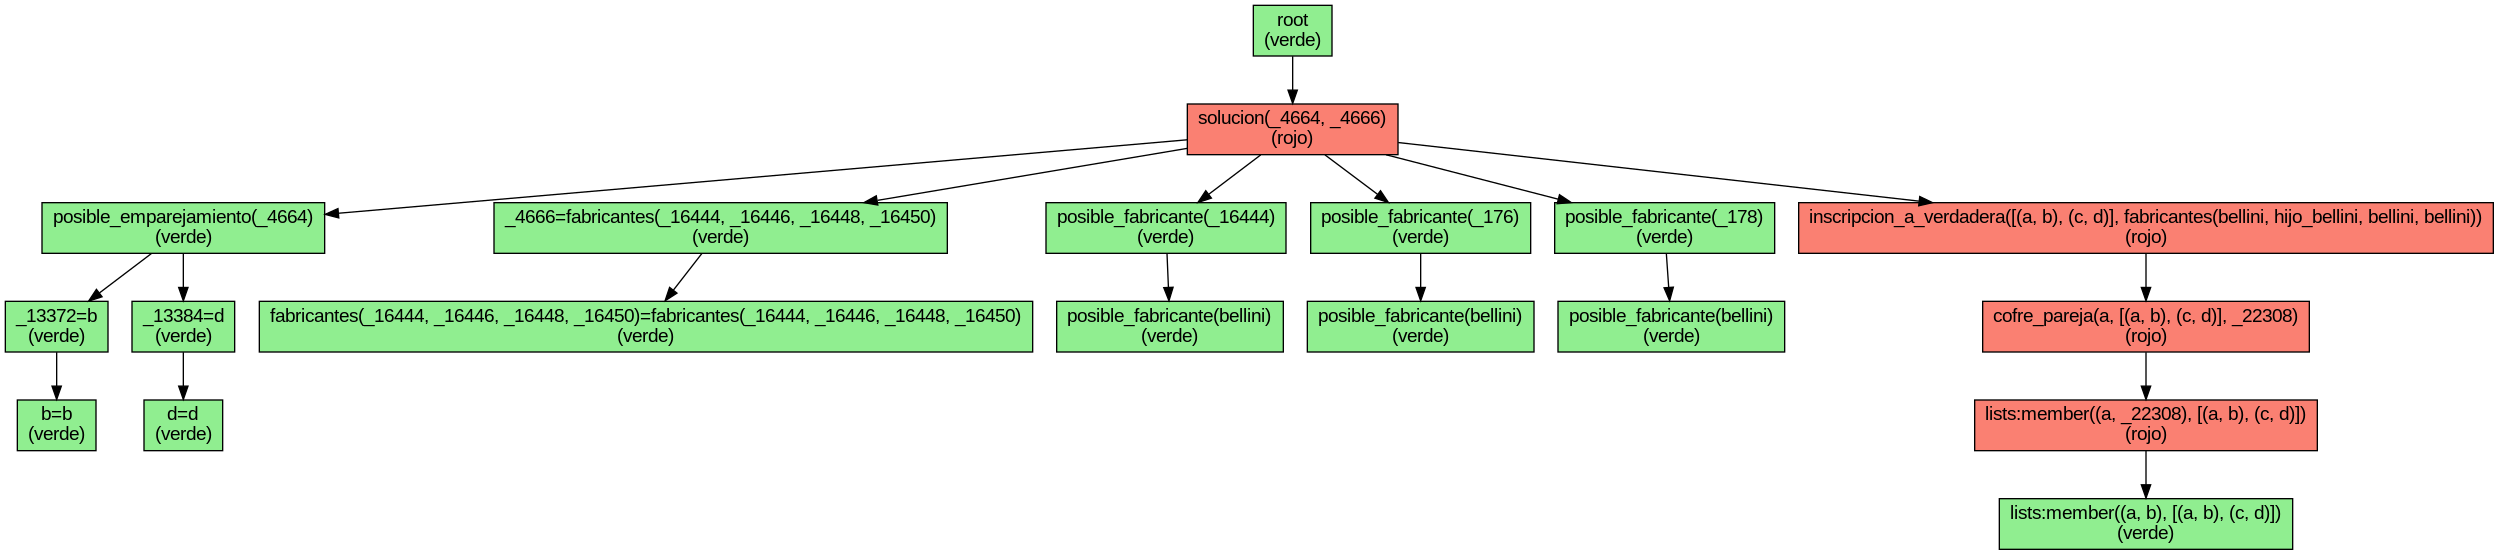 root
(verde)
solucion(_4664, _4666)
(rojo)
posible_emparejamiento(_4664)
(verde)
_4666=fabricantes(_16444, _16446, _16448, _16450)
(verde)
posible_fabricante(_16444)
(verde)
posible_fabricante(_176)
(verde)
posible_fabricante(_178)
(verde)
inscripcion_a_verdadera([(a, b), (c, d)], fabricantes(bellini, hijo_bellini, bellini, bellini))
(rojo)
_13372=b
(verde)
_13384=d
(verde)
fabricantes(_16444, _16446, _16448, _16450)=fabricantes(_16444, _16446, _16448, _16450)
(verde)
posible_fabricante(bellini)
(verde)
posible_fabricante(bellini)
(verde)
posible_fabricante(bellini)
(verde)
cofre_pareja(a, [(a, b), (c, d)], _22308)
(rojo)
b=b
(verde)
d=d
(verde)
lists:member((a, _22308), [(a, b), (c, d)])
(rojo)
lists:member((a, b), [(a, b), (c, d)])
(verde)